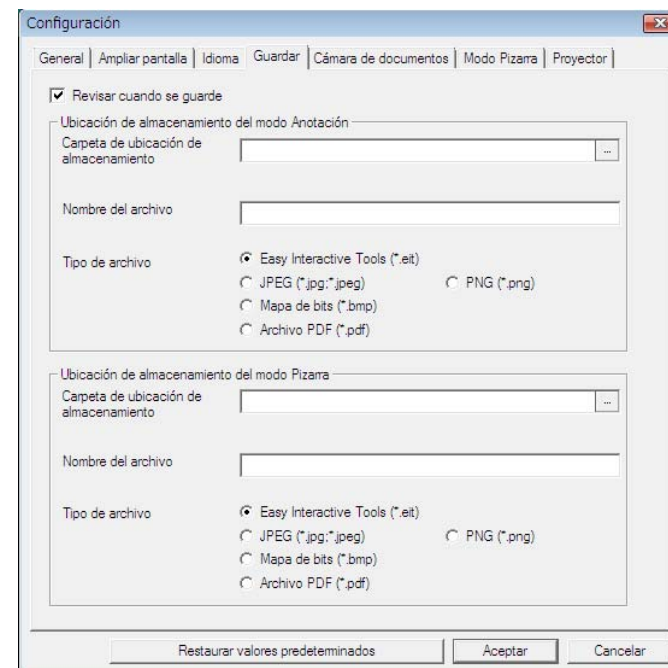 Configuración
General Ampliar pantalla Idioma Guardar Cámara de documentos Modo Pizarra Proyector
Revisar cuando se guarde
Ubicación de almacenamiento del modo Anotación
Carpeta de ubicación de
almacenamiento
...
Nombre del archivo
Tipo de archivo
Easy Interactive Tools (*.eit)
JPEG (*.jpg;*.jpeg) PNG (*.png)
Mapa de bits (*.bmp)
Archivo PDF (*.pdf)
Ubicación de almacenamiento del modo Pizarra
Carpeta de ubicación de
almacenamiento
...
Nombre del archivo
Tipo de archivo
Easy Interactive Tools (*.eit)
JPEG (*.jpg;*.jpeg) PNG (*.png)
Mapa de bits (*.bmp)
Archivo PDF (*.pdf)
Restaurar valores predeterminados Aceptar Cancelar